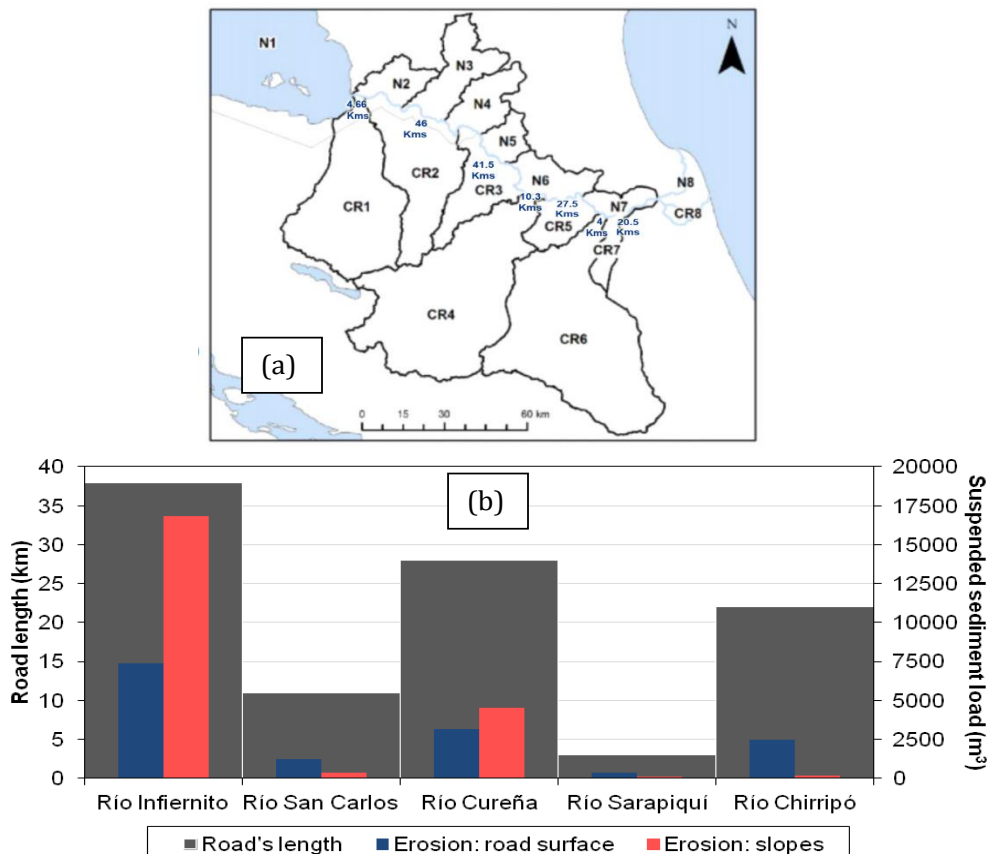 N
N1
N3
N2
4.66
Kms
N4
46
Kms
N5
41.5
Kms
CR2
CR3
N6
N8
CR1
10.3
Kms
27.5
Kms
N7
CR8
CR5
4
Kms
20.5
Kms
CR7
CR4
CR6
(a)
0 15 30 60 km
(b)
Road length (km)
40
35
30
25
20
15
10
5
0
20000
17500
15000
12500
10000
7500
5000
2500
0
Suspended sediment load (m³)
Río Infiernito Río San Carlos Río Cureña Río Sarapiquí Río Chirripó
Road's length Erosion: road surface Erosion: slopes